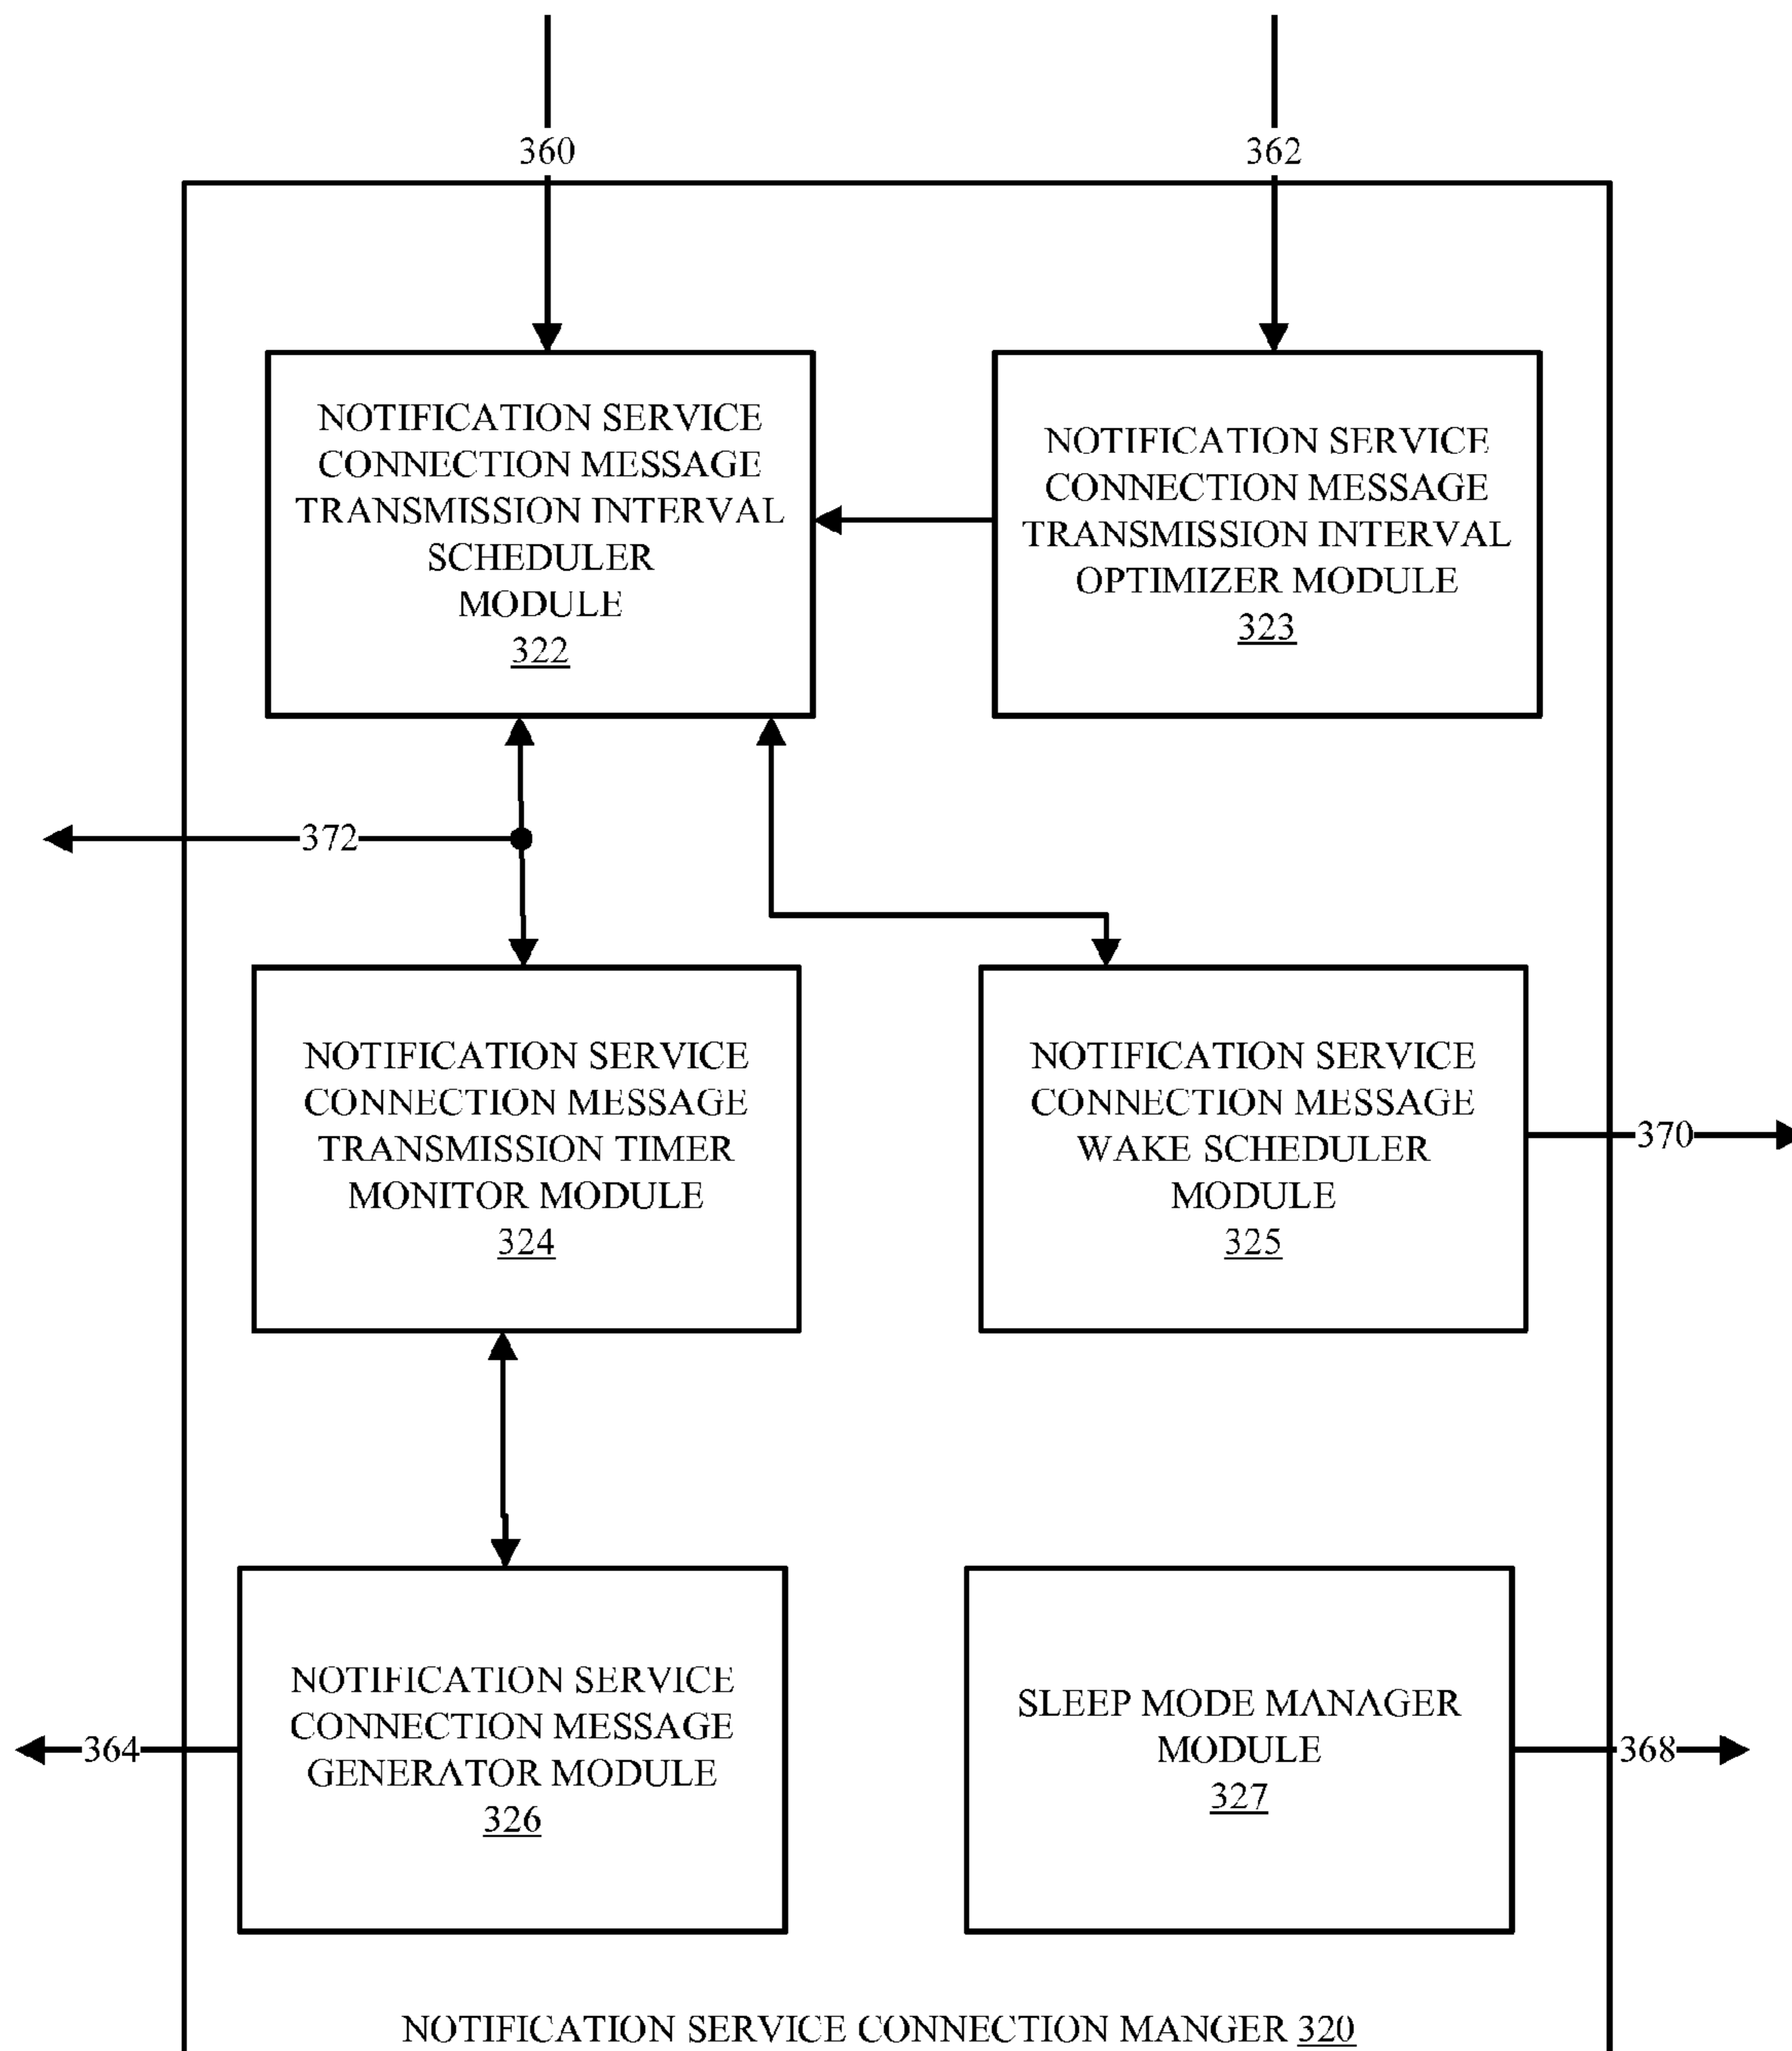 360
362
NOTIFICATION SERVICE
CONNECTION MESSAGE
TRANSMISSION INTERVAL
SCHEDULER
MODULE
322
NOTIFICATION SERVICE
CONNECTION MESSAGE
TRANSMISSION INTERVAL
OPTIMIZER MODULE
323
372
NOTIFICATION SERVICE
CONNECTION MESSAGE
TRANSMISSION TIMER
MONITOR MODULE
324
NOTIFICATION SERVICE
CONNECTION MESSAGE
WAKE SCHEDULER
MODULE
325
370
364
NOTIFICATION SERVICE
CONNECTION MESSAGE
GENERATOR MODULE
326
SLEEP MODE MANAGER
MODULE
327
368
NOTIFICATION SERVICE CONNECTION MANGER 320